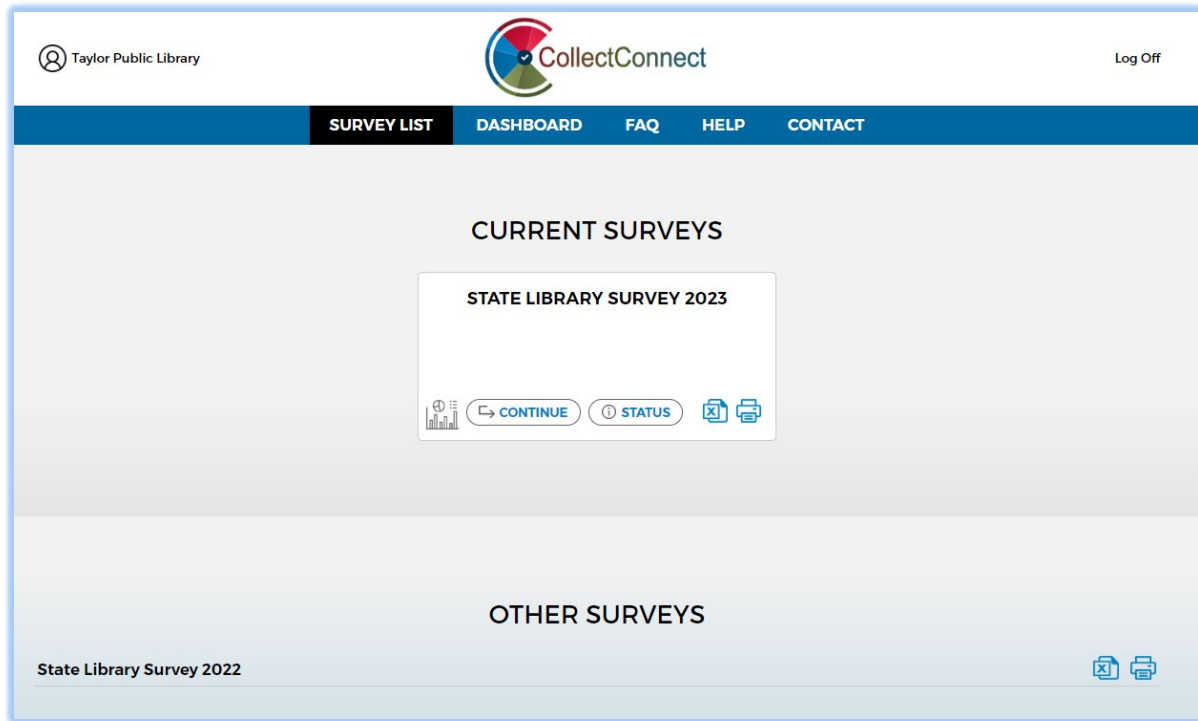 Taylor Public Library
CollectConnect
Log Off
SURVEY LIST DASHBOARD FAQ HELP CONTACT
CURRENT SURVEYS
STATE LIBRARY SURVEY 2023
CONTINUE STATUS
OTHER SURVEYS
State Library Survey 2022